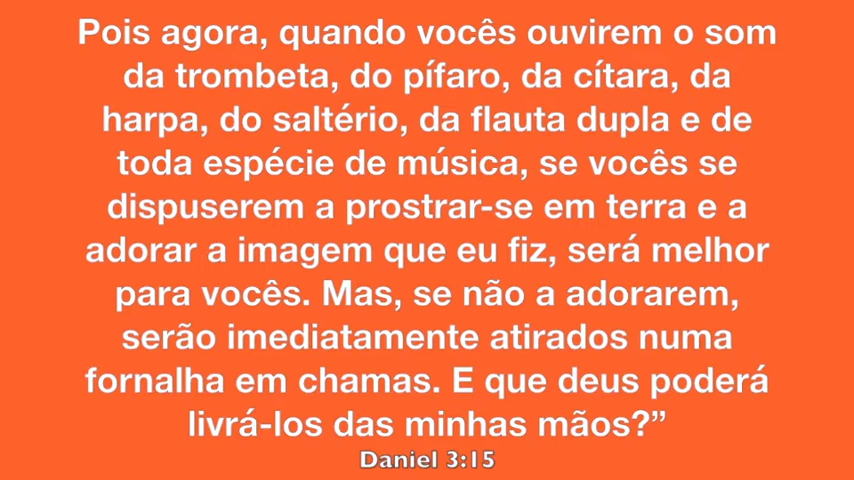 Pois agora, quando vocês ouvirem o som
da trombeta, do pífaro, da cítara, da
harpa, do saltério, da flauta dupla e de
toda espécie de música, se vocês se
dispuserem a prostrar-se em terra e a
adorar a imagem que eu fiz, será melhor
para vocês. Mas, se não a adorarem,
serão imediatamente atirados numa
fornalha em chamas. E que deus poderá
livrá-los das minhas mãos?”
Daniel 3:15